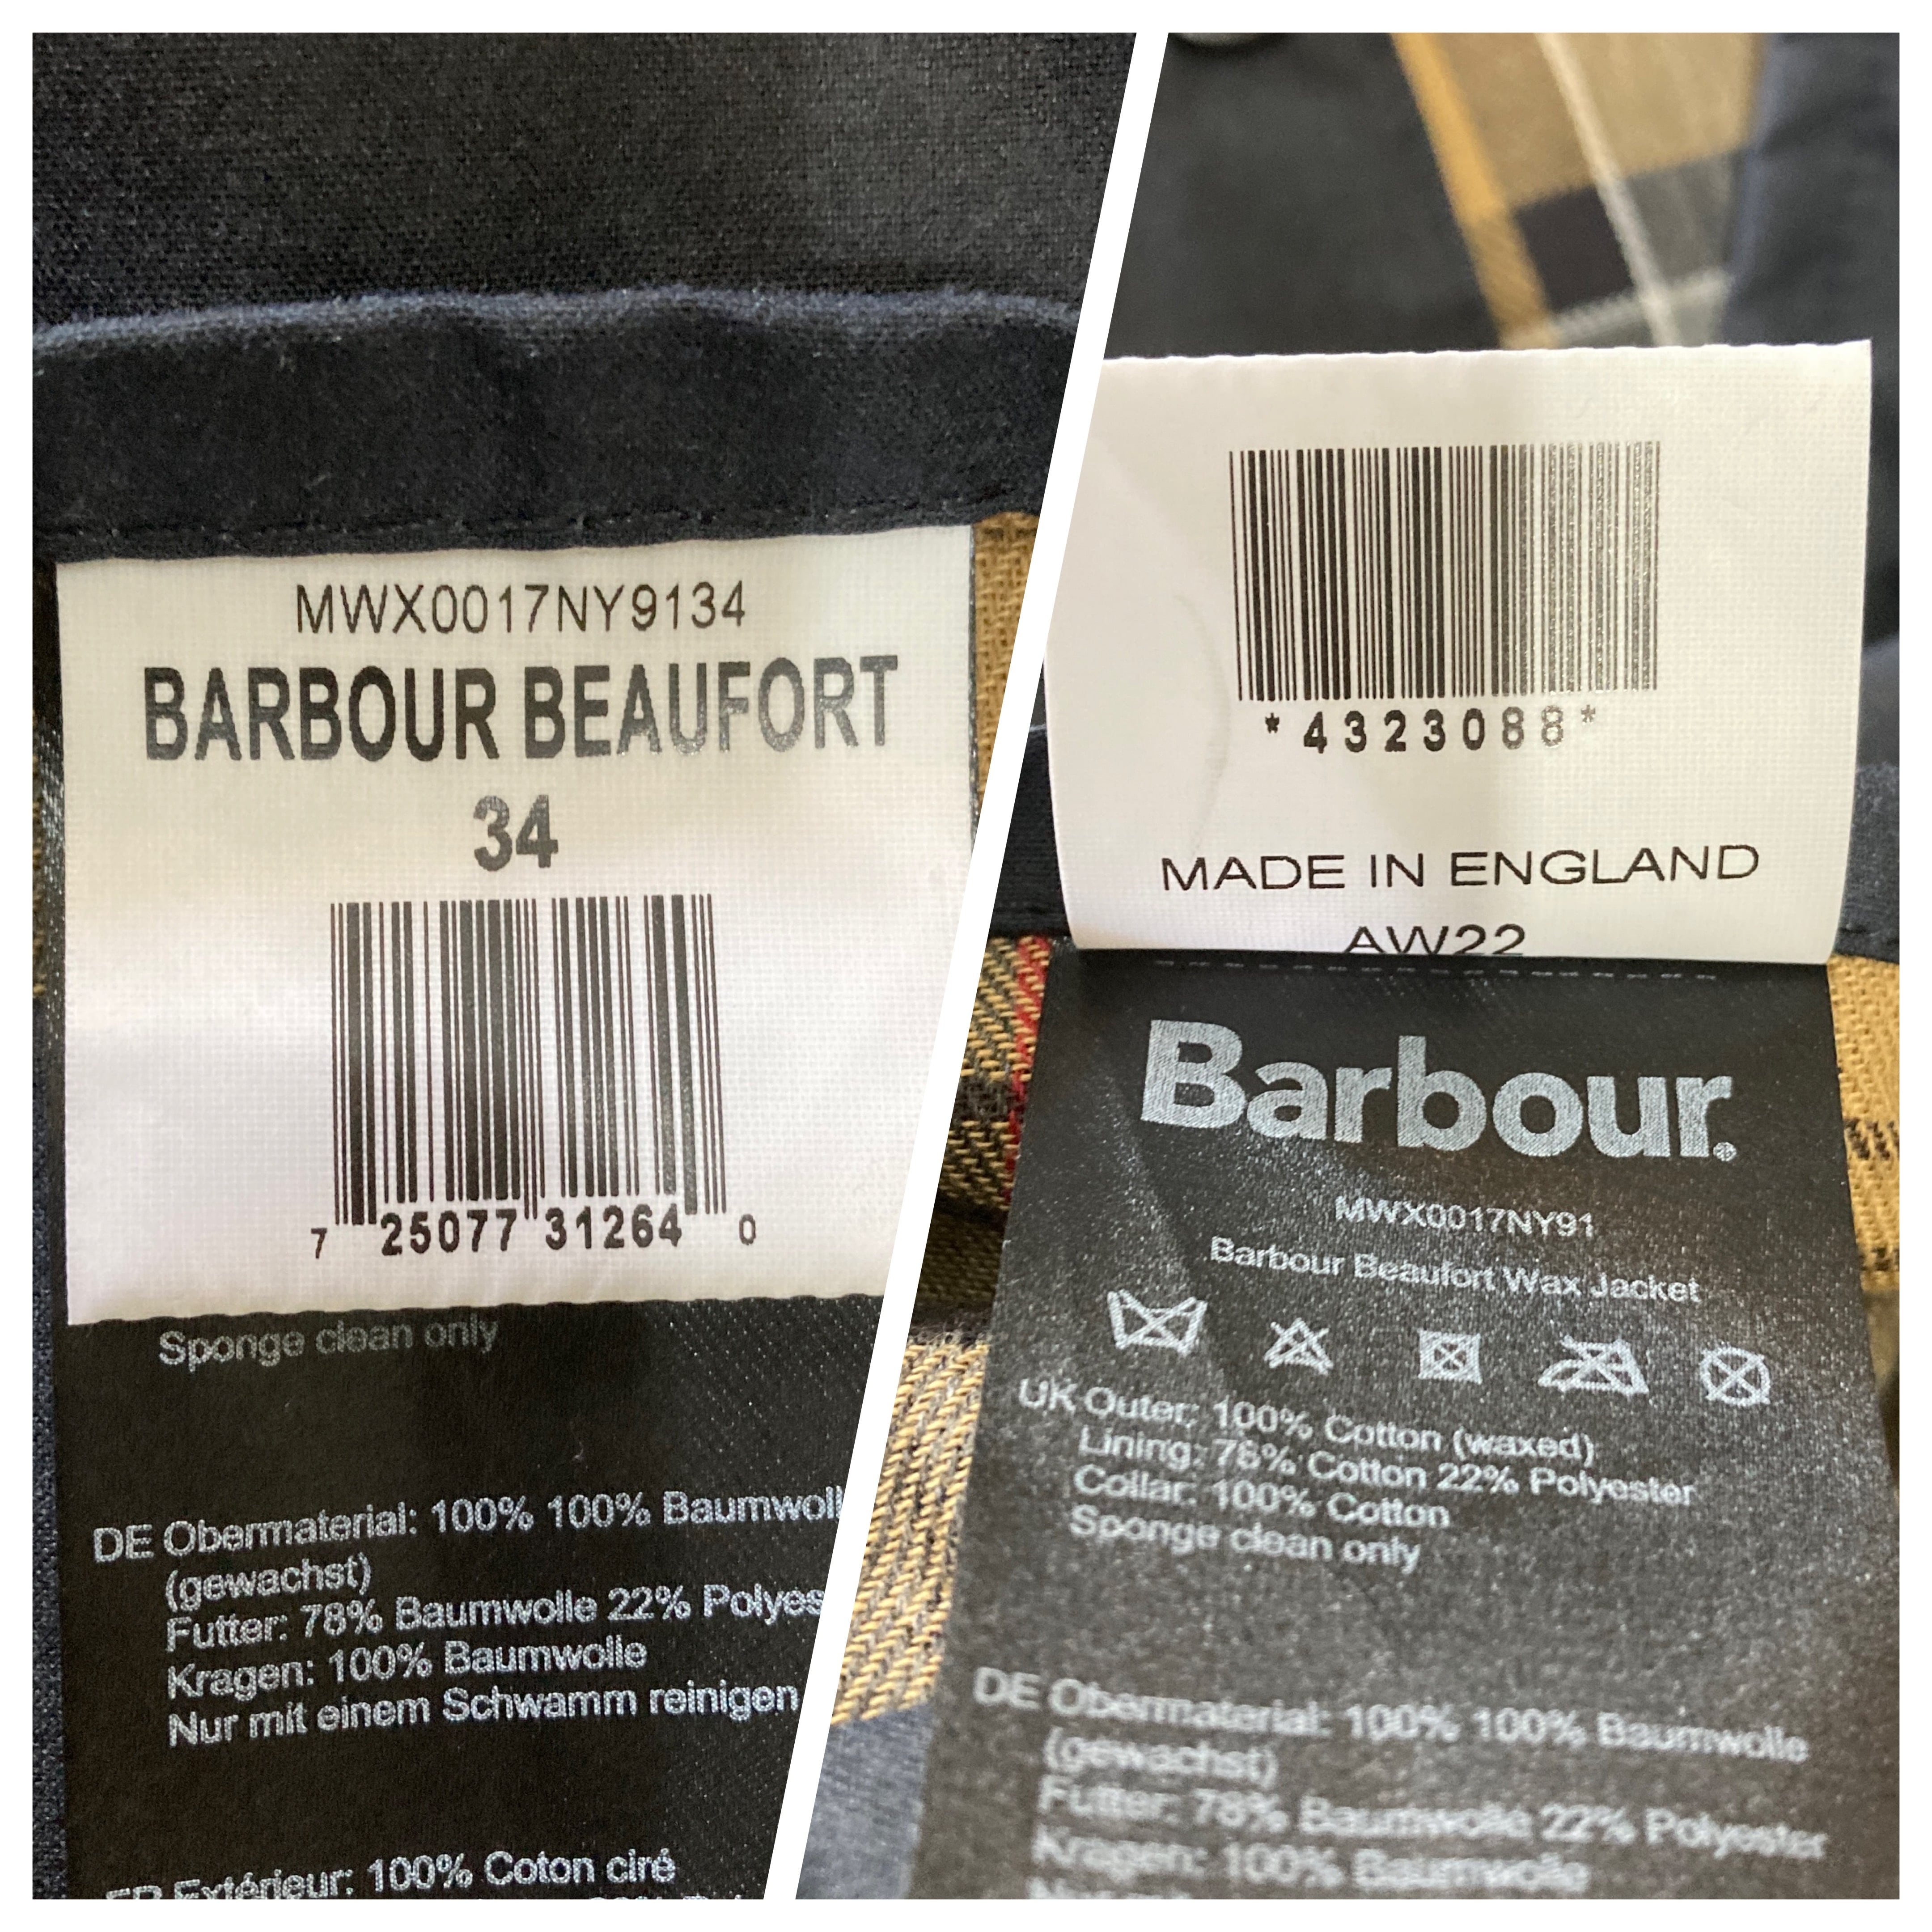 MWX0017NY9134
BARBOUR BEAUFORT
34
7 25077 31264 0
Sponge clean only
DE Obermaterial: 100% 100% Baumwoll
(gewachst)
Futter: 78% Baumwolle 22% Polyes
Kragen: 100% Baumwolle
Nur mit einem Schwamm reinigen
FR Extérieur: 100% Coton ciré
*4323088*
MADE IN ENGLAND
AW22
Barbour.
MWX0017NY91
Barbour Beaufort Wax Jacket
UK Outer: 100% Cotton (waxed)
Lining: 78% Cotton 22% Polyester
Collar: 100% Cotton
Sponge clean only
DE Obermaterial: 100% 100% Baumwolle
(gewachst)
Futter: 78% Baumwolle 22% Polyester
Kragen: 100% Baumwolle